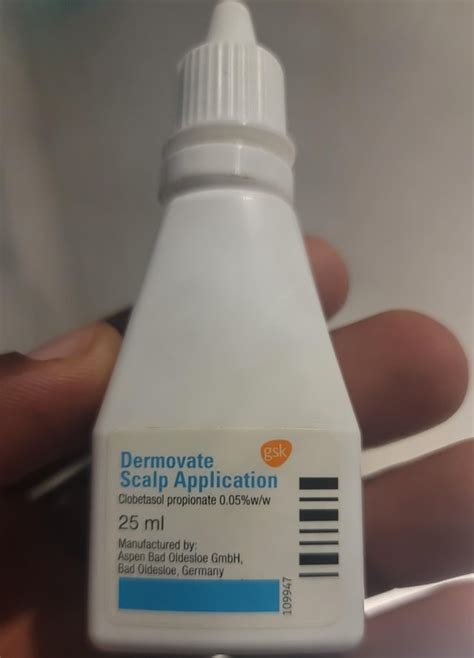 gsk
Dermovate
Scalp Application
Clobetasol propionate 0.05%w/w
25 ml
Manufactured by:
Aspen Bad Oldesloe GmbH,
Bad Oldesloe, Germany
109947